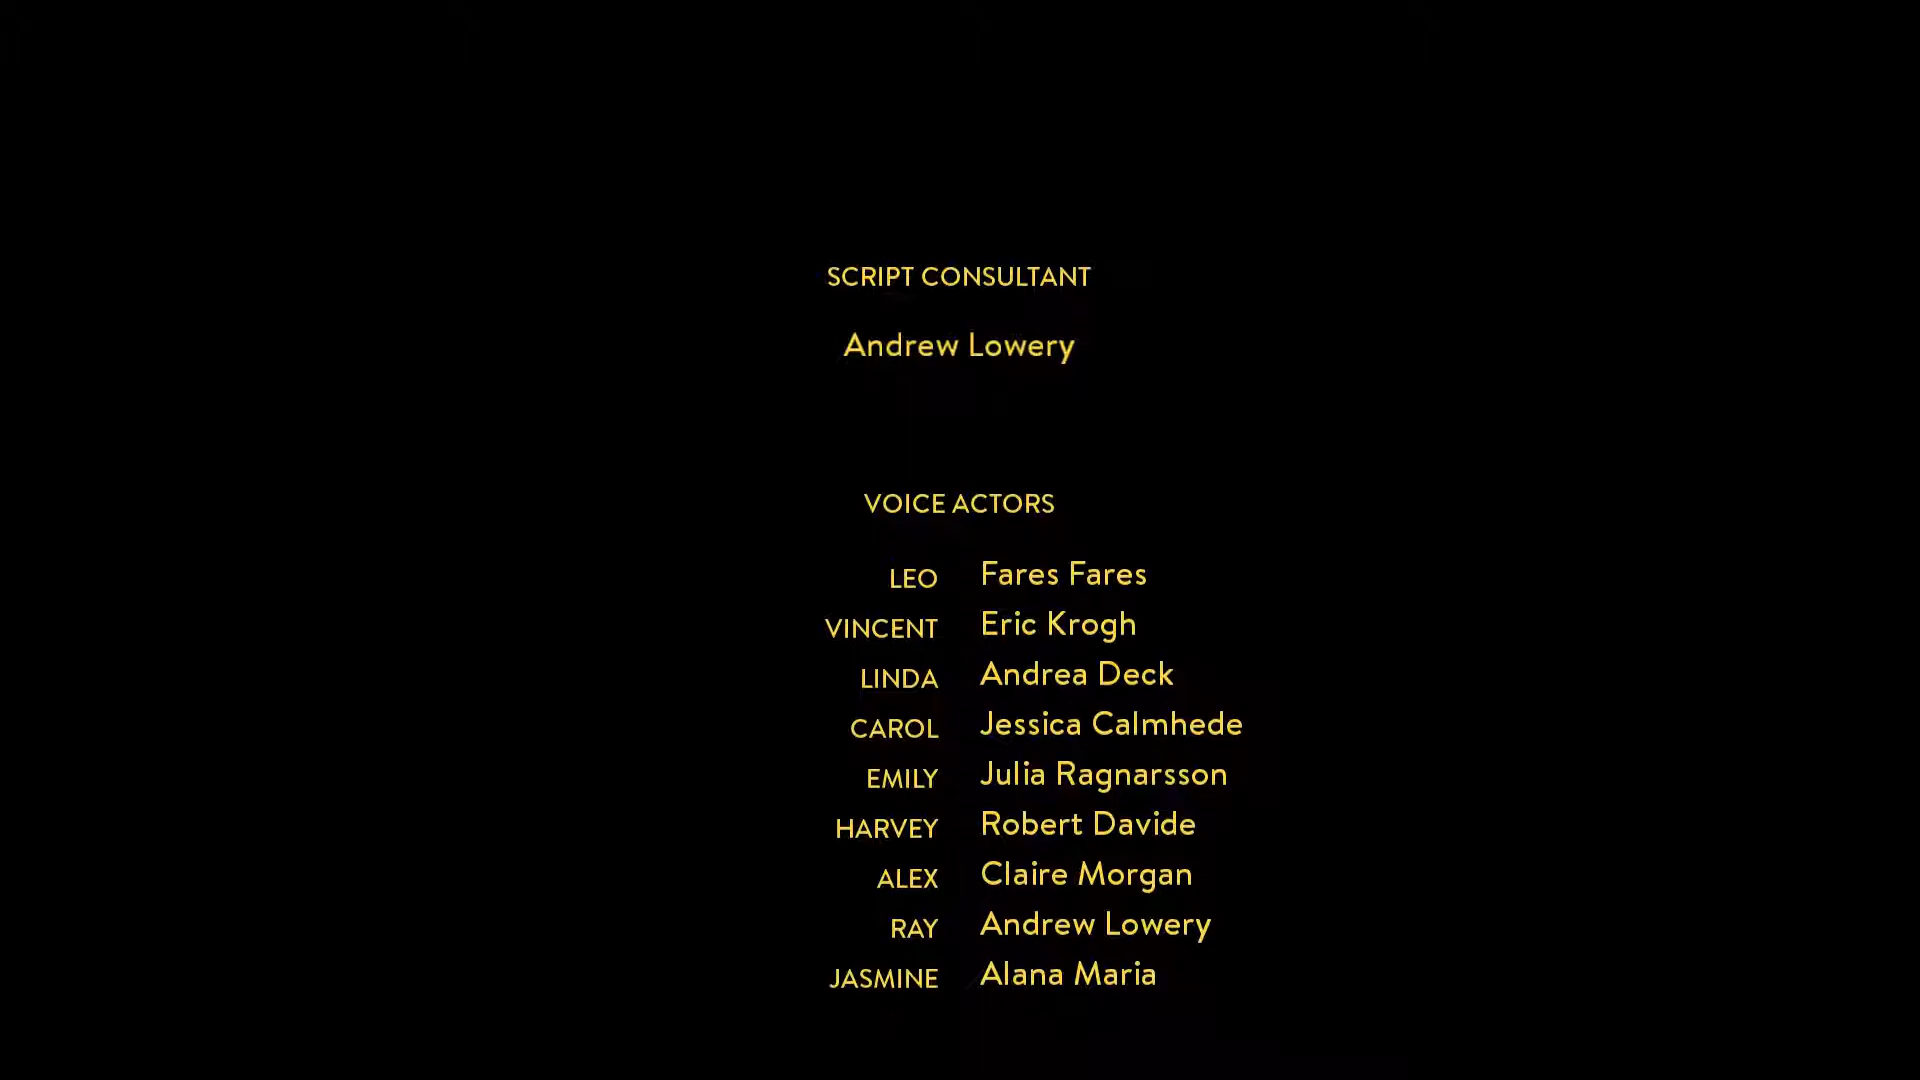 SCRIPT CONSULTANT
Andrew Lowery
VOICE ACTORS
LEO Fares Fares
VINCENT Eric Krogh
LINDA Andrea Deck
CAROL Jessica Calmhede
EMILY Julia Ragnarsson
HARVEY Robert Davide
ALEX Claire Morgan
RAY Andrew Lowery
JASMINE Alana Maria